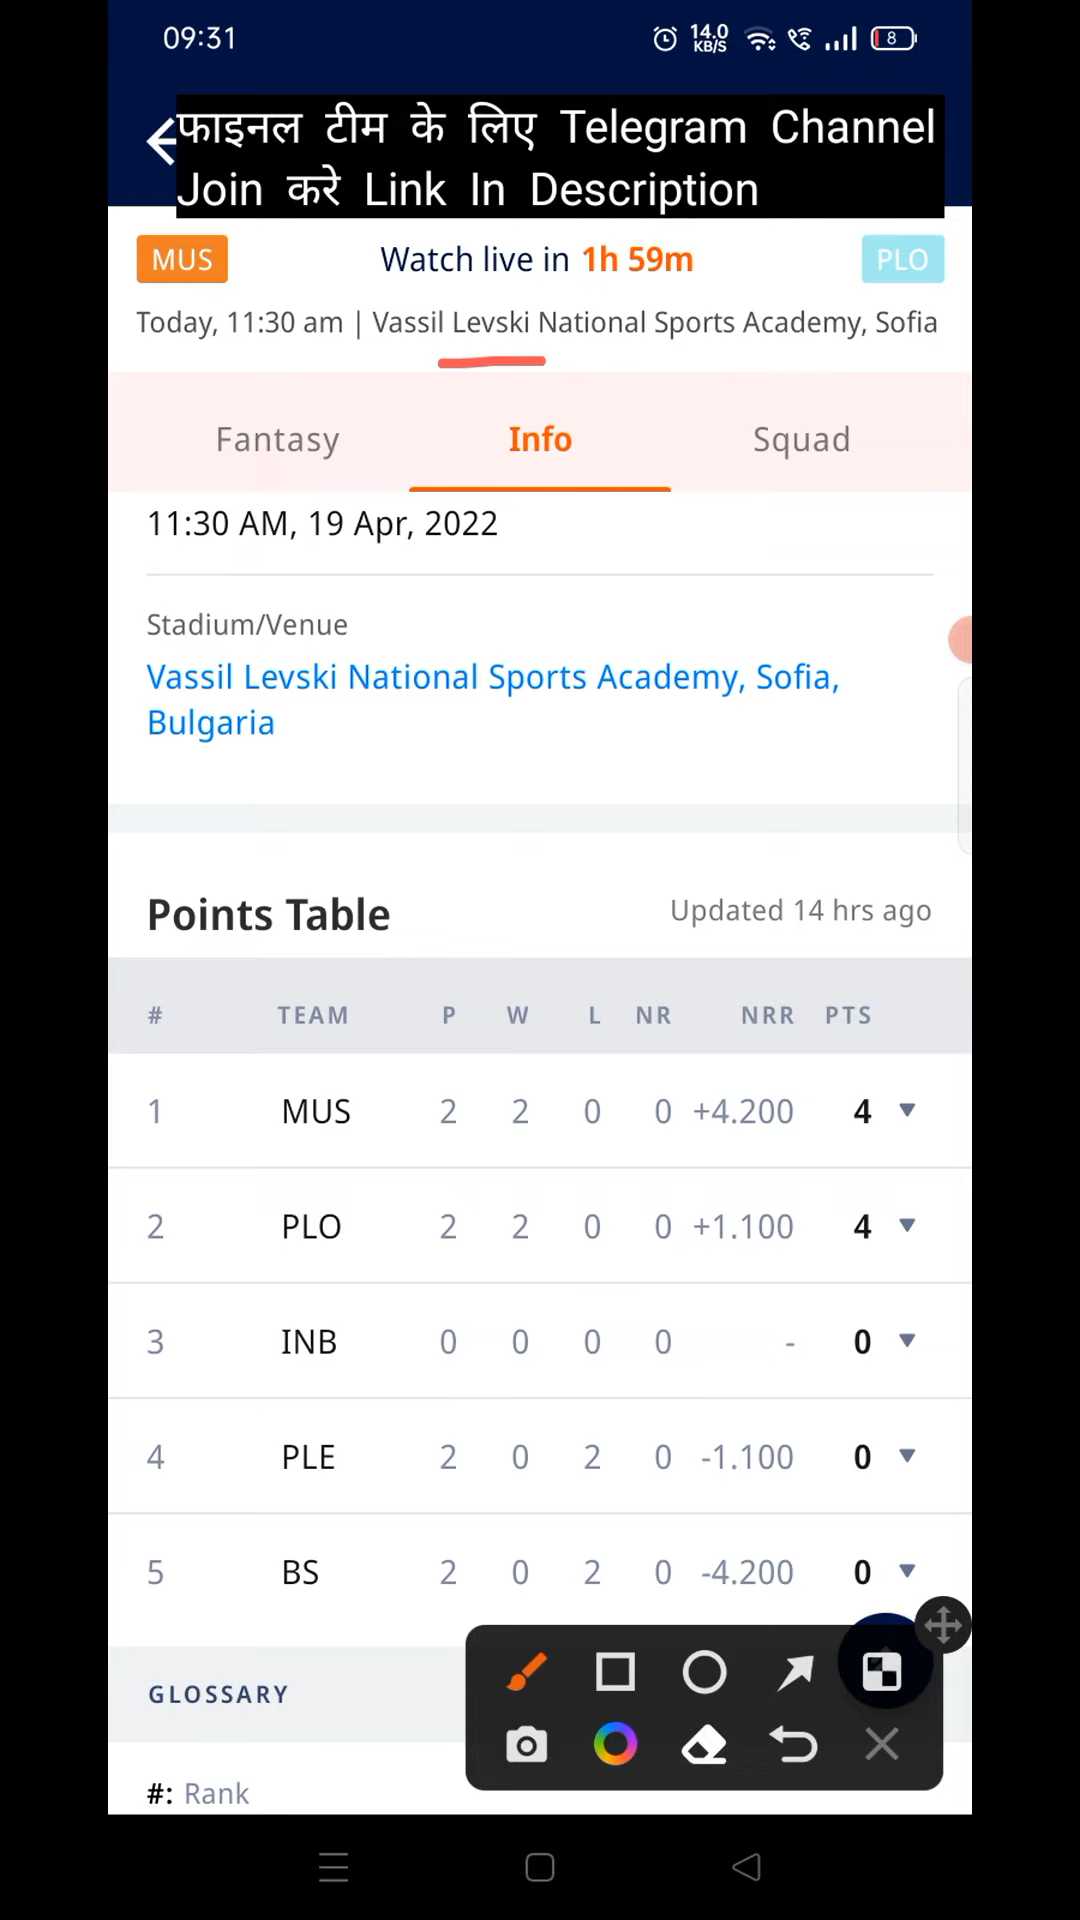 09:31 14.0 KB/S 8
फाइनल टीम के लिए Telegram Channel
Join करे Link In Description
MUS Watch live in 1h 59m PLO
Today, 11:30 am | Vassil Levski National Sports Academy, Sofia
Fantasy Info Squad
11:30 AM, 19 Apr, 2022
Stadium/Venue
Vassil Levski National Sports Academy, Sofia,
Bulgaria
Points Table Updated 14 hrs ago
# TEAM P W L NR NRR PTS
1 MUS 2 2 0 0 +4.200 4
2 PLO 2 2 0 0 +1.100 4
3 INB 0 0 0 0 - 0
4 PLE 2 0 2 0 -1.100 0
5 BS 2 0 2 0 -4.200 0
GLOSSARY
#: Rank